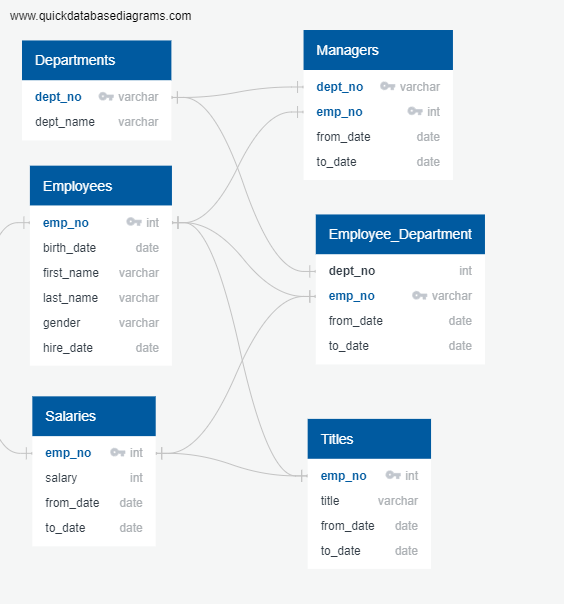 www.quickdatabasediagrams.com
Departments
dept_no varchar
dept_name varchar
Managers
dept_no varchar
emp_no int
from_date date
to_date date
Employees
emp_no int
birth_date date
first_name varchar
last_name varchar
gender varchar
hire_date date
Employee_Department
dept_no int
emp_no varchar
from_date date
to_date date
Salaries
emp_no int
salary int
from_date date
to_date date
Titles
emp_no int
title varchar
from_date date
to_date date